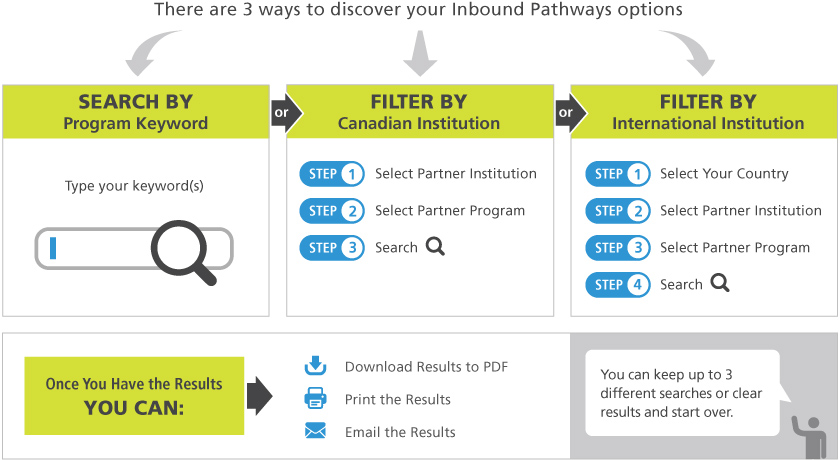 There are 3 ways to discover your Inbound Pathways options
SEARCH BY
Program Keyword
Type your keyword(s)
or
FILTER BY
Canadian Institution
STEP 1 Select Partner Institution
STEP 2 Select Partner Program
STEP 3 Search
or
FILTER BY
International Institution
STEP 1 Select Your Country
STEP 2 Select Partner Institution
STEP 3 Select Partner Program
STEP 4 Search
Once You Have the Results
YOU CAN:
Download Results to PDF
Print the Results
Email the Results
You can keep up to 3
different searches or clear
results and start over.